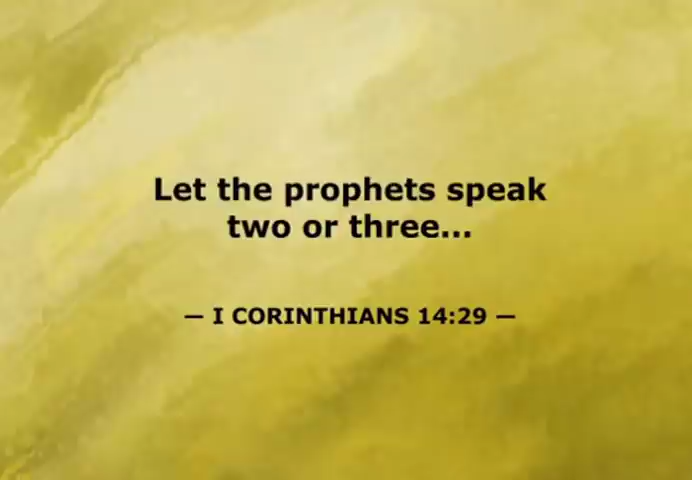 Let the prophets speak
two or three...
— I CORINTHIANS 14:29 —